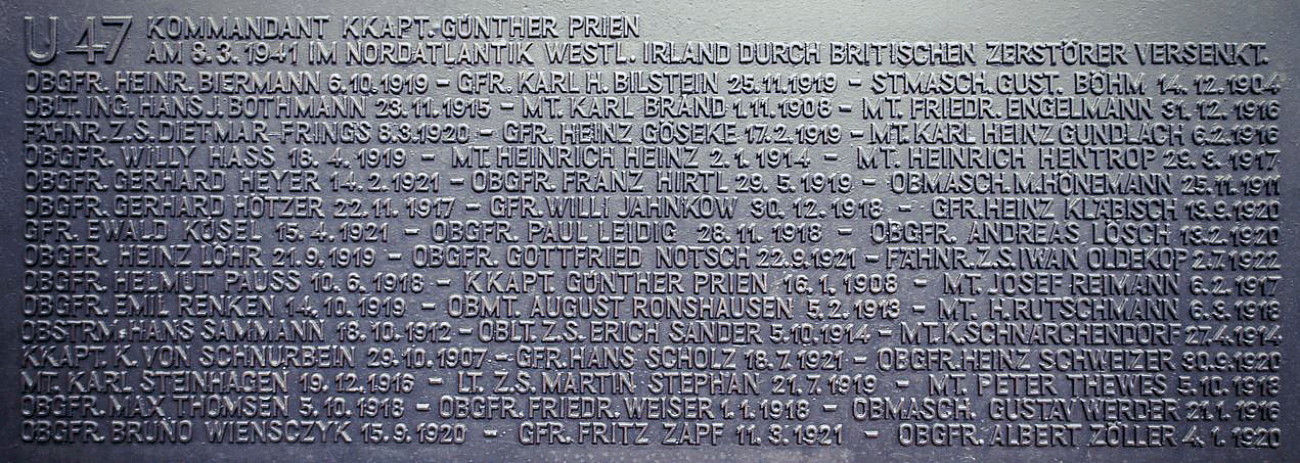 U 47 KOMMANDANT KKAPT. GÜNTHER PRIEN
AM 8.3.1941 IM NORDATLANTIK WESTL. IRLAND DURCH BRITISCHEN ZERSTÖRER VERSENKT.
OBGFR. HEINR. BIERMANN 6.10.1919 - GFR. KARL H. BILSTEIN 25.11.1919 - STMASCH. GUST. BÖHM 14.12.1904
OBLT. ING. HANS J. BOTHMANN 23.11.1915 - MT. KARL BRAND 1.11.1908 - MT. FRIEDR. ENGELMANN 31.12.1916
FÄHNR.Z.S. DIETMAR FRINGS 8.3.1920 - GFR. HEINZ GÖSEKE 17.2.1919 - MT. KARL HEINZ GUNDLACH 6.2.1916
OBGFR. WILLY HASS 18.4.1919 - MT. HEINRICH HEINZ 2.1.1914 - MT. HEINRICH HENTROP 29.3.1917
OBGFR. GERHARD HEYER 14.2.1921 - OBGFR. FRANZ HIRTL 29.5.1919 - OBMASCH. M. HÖNEMANN 25.11.1911
OBGFR. GERHARD HÖTZER 22.11.1917 - GFR. WILLI JAHNKOW 30.12.1918 - GFR. HEINZ KLÄBISCH 19.9.1920
GFR. EWALD KOSEL 15.4.1921 - OBGFR. PAUL LEIDIG 28.11.1918 - OBGFR. ANDREAS LÖSCH 13.2.1920
OBGFR. HEINZ LÖHR 21.9.1919 - OBGFR. GOTTFRIED NOTSCH 22.9.1921 - FÄHNR.Z.S. IWAN OLDEKOP 2.7.1922
OBGFR. HELMUT PAUSS 10.6.1918 - KKAPT. GÜNTHER PRIEN 16.1.1908 - MT. JOSEF REIMANN 6.2.1917
OBGFR. EMIL RENKEN 14.10.1919 - OBMT. AUGUST RONSHAUSEN 5.2.1913 - MT. H. RUTSCHMANN 6.3.1918
OBSTRM. HANS SAMMANN 18.10.1912 - OBLT. Z.S. ERICH SANDER 5.10.1914 - MT. K. SCHNARCHENDORF 27.4.1914
KKAPT. K. VON SCHNURBEIN 29.10.1907 - GFR. HANS SCHOLZ 18.7.1921 - OBGFR. HEINZ SCHWEIZER 30.9.1920
MT. KARL STEINHAGEN 19.12.1916 - LT. Z.S. MARTIN STEPHAN 21.7.1919 - MT. PETER THEWES 5.10.1918
OBGFR. MAX THOMSEN 5.10.1918 - OBGFR. FRIEDR. WEISER 1.1.1918 - OBMASCH. GUSTAV WERDER 21.1.1916
OBGFR. BRUNO WIENSCZYK 15.9.1920 - GFR. FRITZ ZAPF 11.3.1921 - OBGFR. ALBERT ZÖLLER 4.1.1920